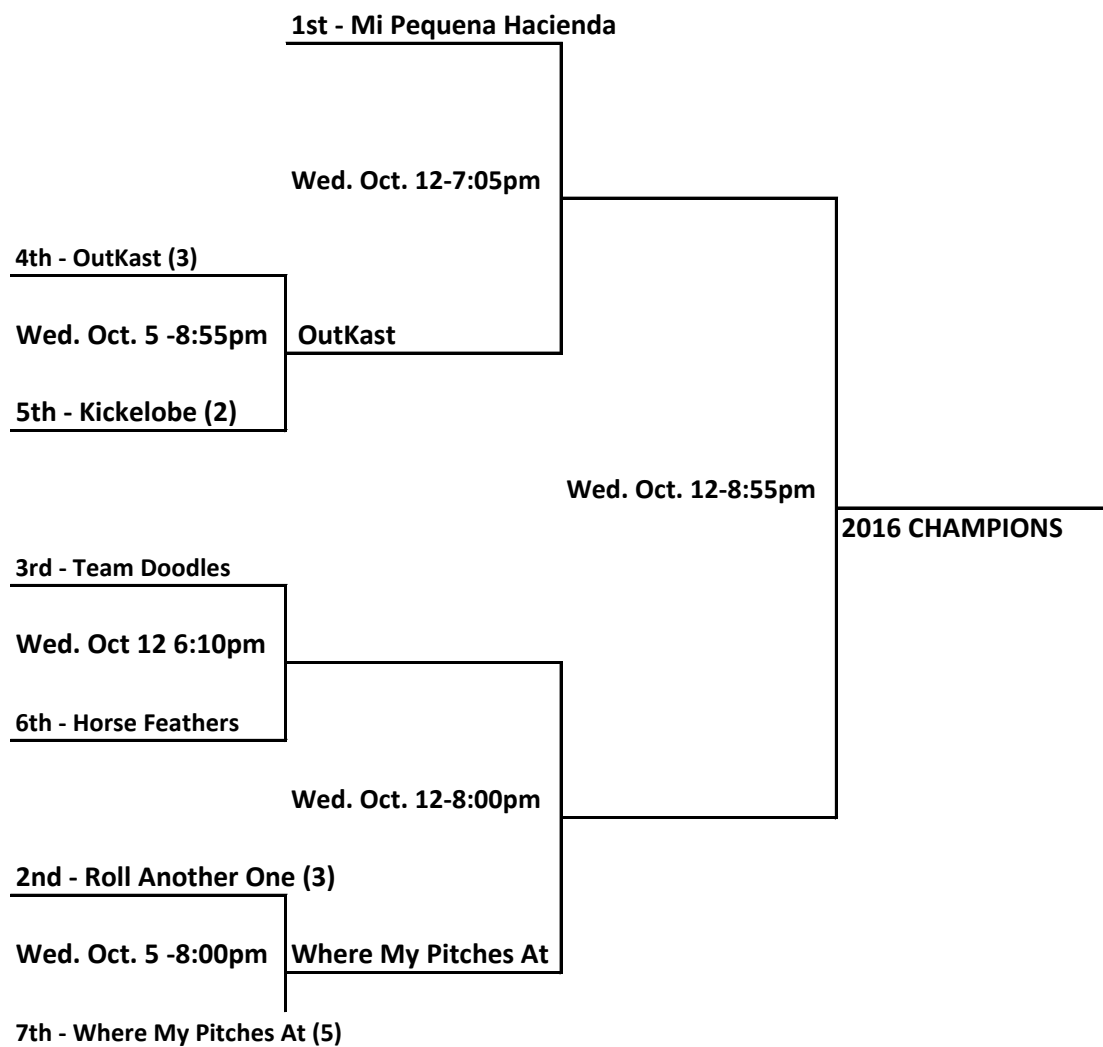 1st - Mi Pequena Hacienda
Wed. Oct. 12-7:05pm
4th - OutKast (3)
Wed. Oct. 5 -8:55pm
OutKast
5th - Kickelobe (2)
Wed. Oct. 12-8:55pm
2016 CHAMPIONS
3rd - Team Doodles
Wed. Oct 12 6:10pm
6th - Horse Feathers
Wed. Oct. 12-8:00pm
2nd - Roll Another One (3)
Wed. Oct. 5 -8:00pm
Where My Pitches At
7th - Where My Pitches At (5)